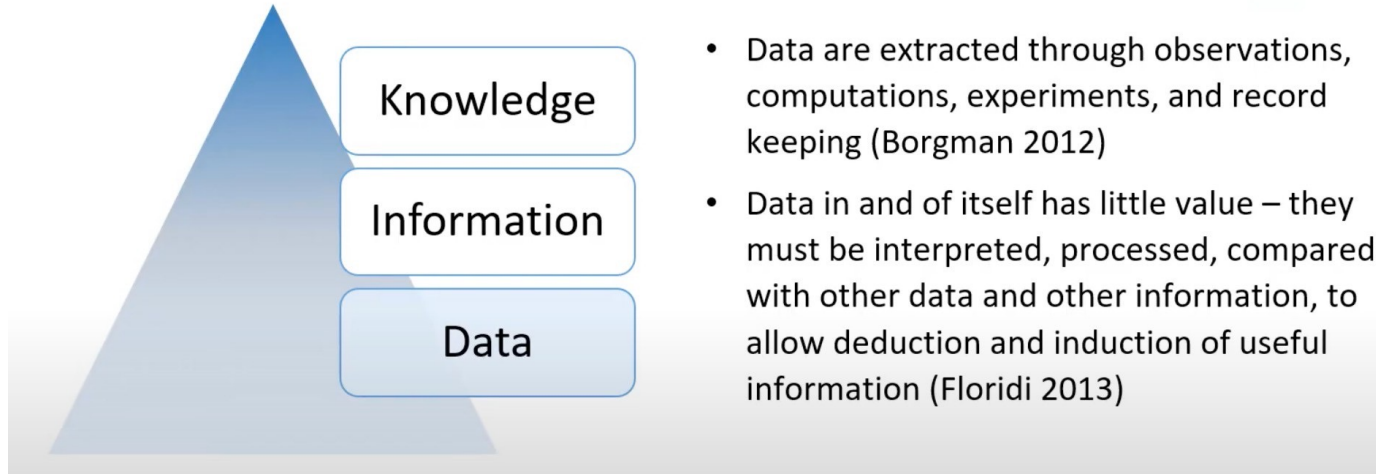 Knowledge
Information
Data
• Data are extracted through observations,
computations, experiments, and record
keeping (Borgman 2012)
• Data in and of itself has little value – they
must be interpreted, processed, compared
with other data and other information, to
allow deduction and induction of useful
information (Floridi 2013)